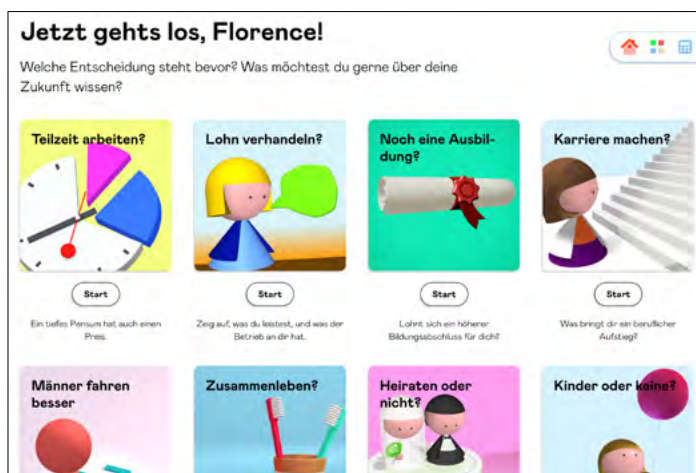 Jetzt gehts los, Florence!
Welche Entscheidung steht bevor? Was möchtest du gerne über deine
Zukunft wissen?
Teilzeit arbeiten?
Lohn verhandeln?
Noch eine Ausbil-
dung?
Karriere machen?
Start
Start
Start
Start
Ein tiefes Pensum hat auch einen
Preis.
Zeig auf, was du leistest, und was der
Betrieb an dir hat.
Lohnt sich ein höherer
Bildungsabschluss für dich?
Was bringt dir ein beruflicher
Aufstieg?
Männer fahren
besser
Zusammenleben?
Heiraten oder
nicht?
Kinder oder keine?